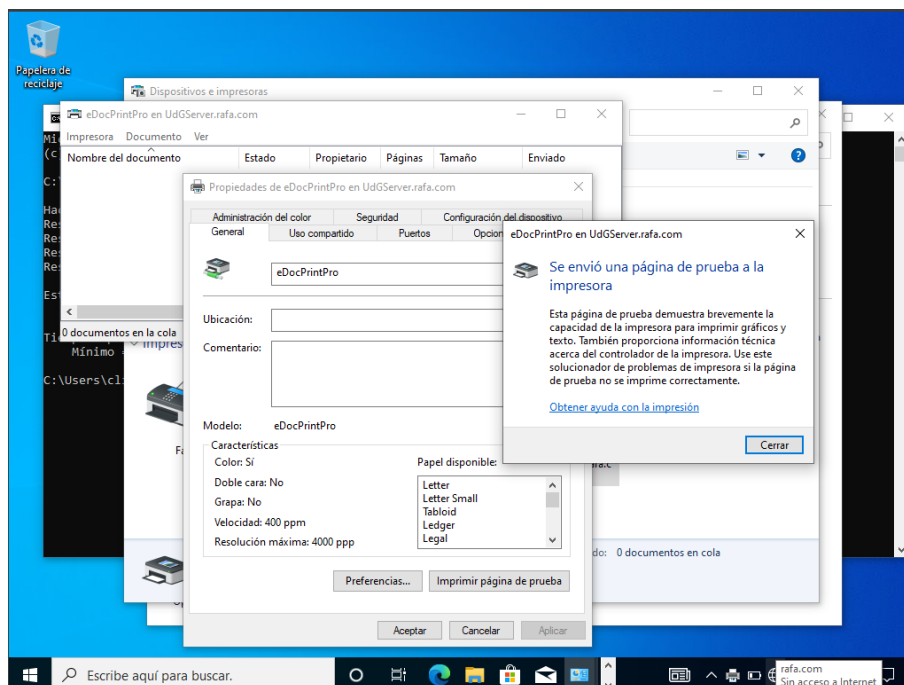 Papelera de
reciclaje
Dispositivos e impresoras
eDocPrintPro en UdGServer.rafa.com
Impresora Documento Ver
Nombre del documento Estado Propietario Páginas Tamaño Enviado
0 documentos en la cola
Propiedades de eDocPrintPro en UdGServer.rafa.com
Administración del color Seguridad Configuración del dispositivo
General Uso compartido Puertos Opcion
eDocPrintPro
Ubicación:
Comentario:
Modelo: eDocPrintPro
Características
Color: Sí
Doble cara: No
Grapa: No
Velocidad: 400 ppm
Resolución máxima: 4000 ppp
Papel disponible:
Letter
Letter Small
Tabloid
Ledger
Legal
Preferencias...
Imprimir página de prueba
Aceptar Cancelar Aplicar
eDocPrintPro en UdGServer.rafa.com
Se envió una página de prueba a la
impresora
Esta página de prueba demuestra brevemente la
capacidad de la impresora para imprimir gráficos y
texto. También proporciona información técnica
acerca del controlador de la impresora. Use este
solucionador de problemas de impresora si la página
de prueba no se imprime correctamente.
Obtener ayuda con la impresión
Cerrar
Mínimo =
C:\Users\cl
Impres
do: 0 documentos en cola
Escribe aquí para buscar.
rafa.com
Sin acceso a Internet